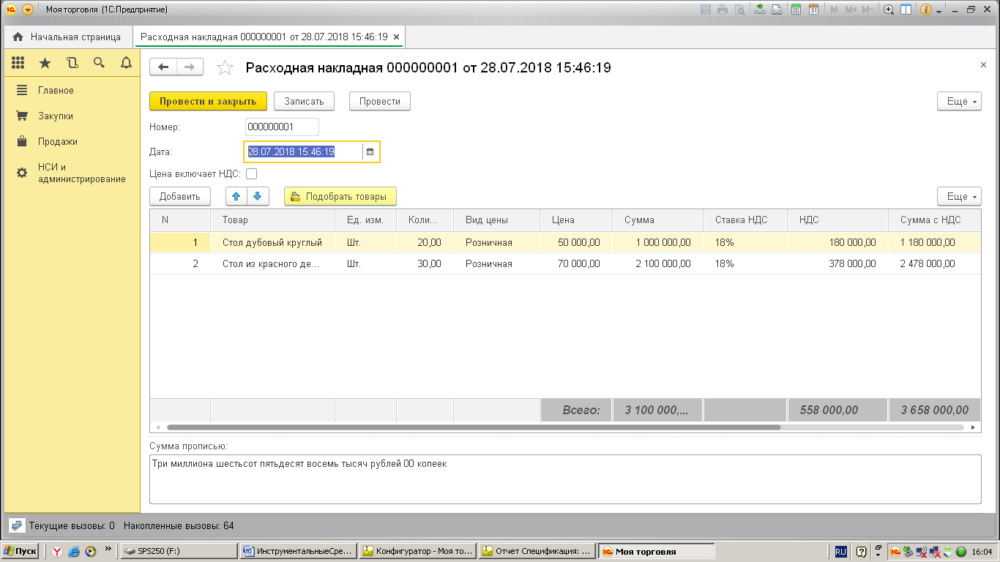 Моя торговля [1С:Предприятие]
M M+ M-
Начальная страница
Расходная накладная 000000001 от 28.07.2018 15:46:19
Расходная накладная 000000001 от 28.07.2018 15:46:19
Главное
Закупки
Продажи
НСИ и
администрирование
Провести и закрыть Записать Провести Еще
Номер: 000000001
Дата: 28.07.2018 15:46:19
Цена включает НДС:
Добавить Подобрать товары Еще
N Товар Ед. изм. Коли... Вид цены Цена Сумма Ставка НДС НДС Сумма с НДС
1 Стол дубовый круглый Шт. 20,00 Розничная 50 000,00 1 000 000,00 18% 180 000,00 1 180 000,00
2 Стол из красного де... Шт. 30,00 Розничная 70 000,00 2 100 000,00 18% 378 000,00 2 478 000,00
Всего: 3 100 000,... 558 000,00 3 658 000,00
Сумма прописью:
Три миллиона шестьсот пятьдесят восемь тысяч рублей 00 копеек
Текущие вызовы: 0 Накопленные вызовы: 64
Пуск » SPS250 (F:) ИнструментальныеСре... Конфигуратор - Моя то... Отчет Спецификация: ... Моя торговля RU 16:04